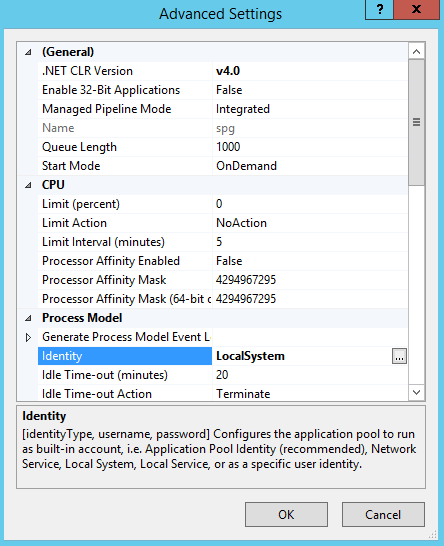 Advanced Settings
? x
(General)
.NET CLR Version v4.0
Enable 32-Bit Applications False
Managed Pipeline Mode Integrated
Name spg
Queue Length 1000
Start Mode OnDemand
CPU
Limit (percent) 0
Limit Action NoAction
Limit Interval (minutes) 5
Processor Affinity Enabled False
Processor Affinity Mask 4294967295
Processor Affinity Mask (64-bit o 4294967295
Process Model
Generate Process Model Event L
Identity LocalSystem ...
Idle Time-out (minutes) 20
Idle Time-out Action Terminate
Identity
[identityType, username, password] Configures the application pool to run
as built-in account, i.e. Application Pool Identity (recommended), Network
Service, Local System, Local Service, or as a specific user identity.
OK Cancel